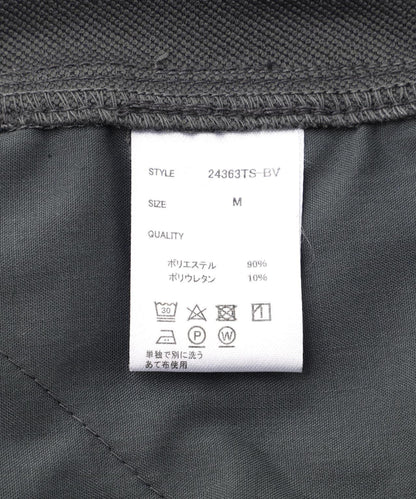 STYLE 24363TS-BV
SIZE M
QUALITY
ポリエステル 90%
ポリウレタン 10%
30
P W
単独で別に洗う
あて布使用